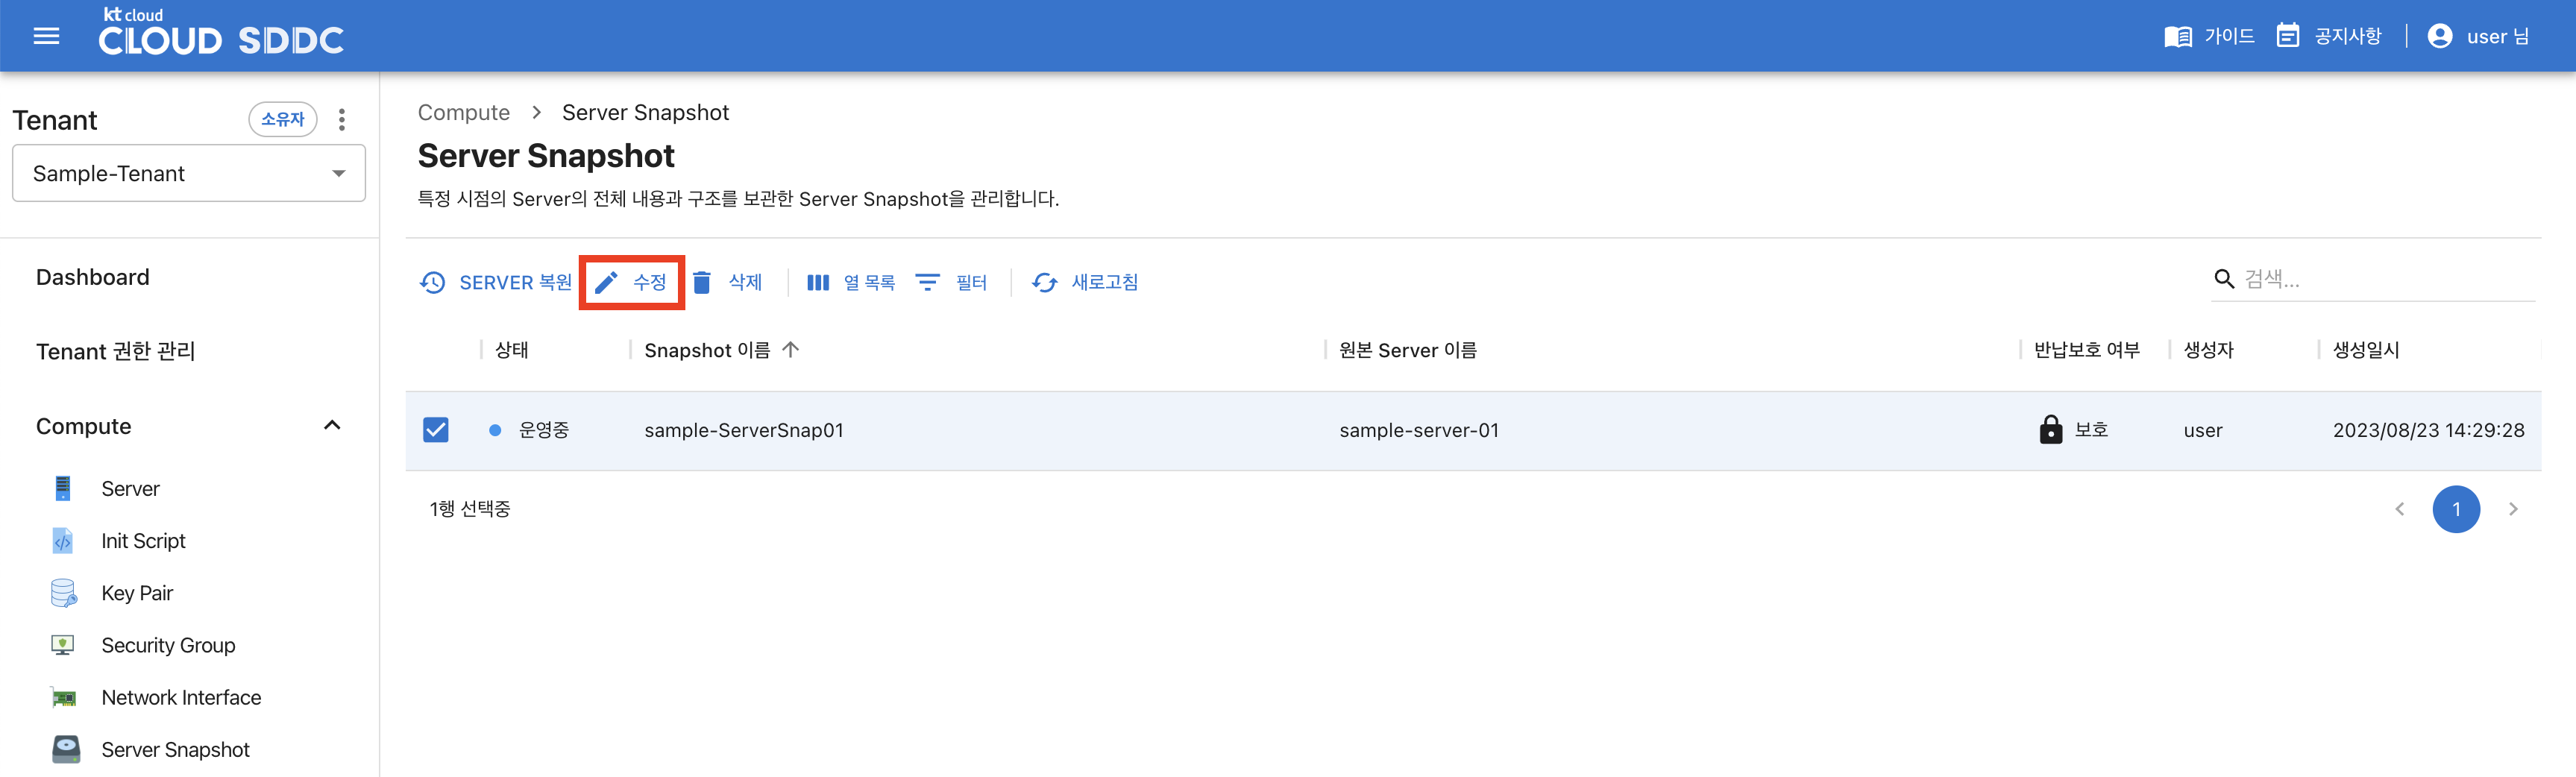 kt cloud
CLOUD SDDC
가이드
공지사항
user 님
Tenant
소유자
Sample-Tenant
Dashboard
Tenant 권한 관리
Compute
Server
Init Script
Key Pair
Security Group
Network Interface
Server Snapshot
Compute > Server Snapshot
Server Snapshot
특정 시점의 Server의 전체 내용과 구조를 보관한 Server Snapshot을 관리합니다.
SERVER 복원 수정 삭제 열 목록 필터 새로고침
검색...
상태 Snapshot 이름 원본 Server 이름 반납보호 여부 생성자 생성일시
운영중 sample-ServerSnap01 sample-server-01 보호 user 2023/08/23 14:29:28
1행 선택중
1